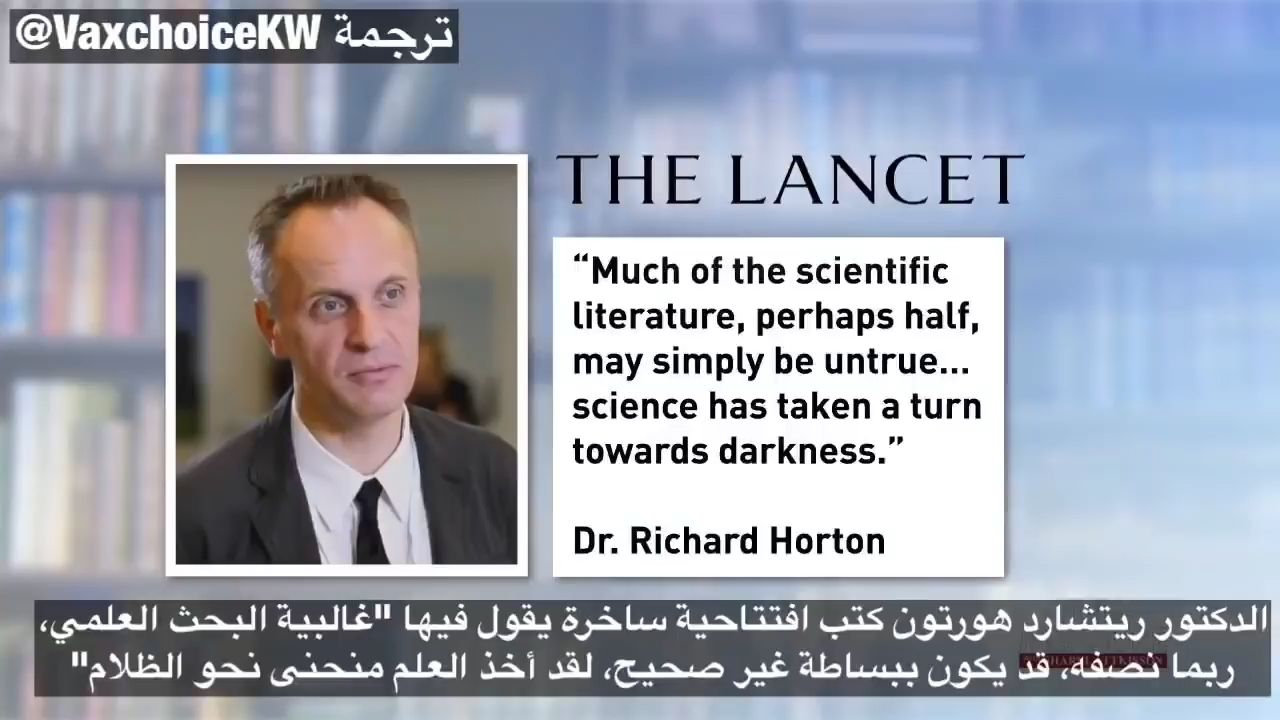 @VaxchoiceKW ترجمة
THE LANCET
“Much of the scientific
literature, perhaps half,
may simply be untrue...
science has taken a turn
towards darkness.”
Dr. Richard Horton
الدكتور ريتشارد هورتون كتب افتتاحية ساخرة يقول فيها "غالبية البحث العلمي،
ربما نصفه، قد يكون ببساطة غير صحيح، لقد أخذ العلم منحنى نحو الظلام"